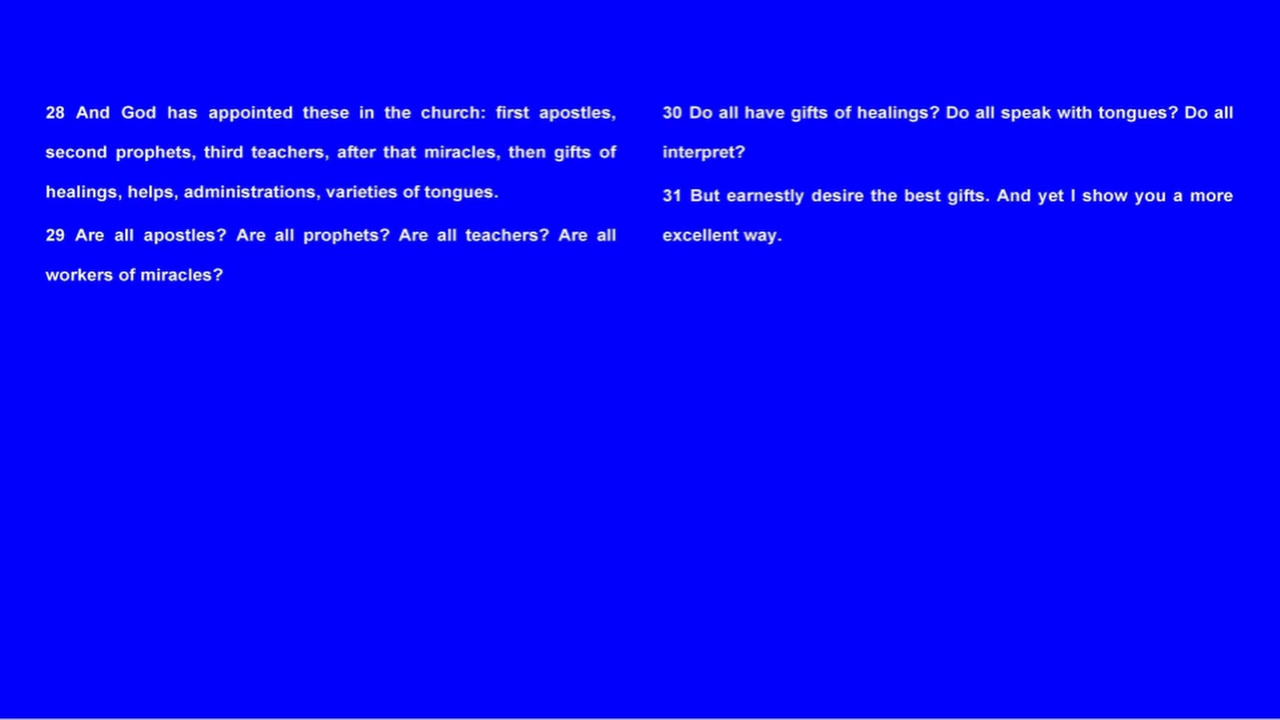 28 And God has appointed these in the church: first apostles,
second prophets, third teachers, after that miracles, then gifts of
healings, helps, administrations, varieties of tongues.
29 Are all apostles? Are all prophets? Are all teachers? Are all
workers of miracles?
30 Do all have gifts of healings? Do all speak with tongues? Do all
interpret?
31 But earnestly desire the best gifts. And yet I show you a more
excellent way.